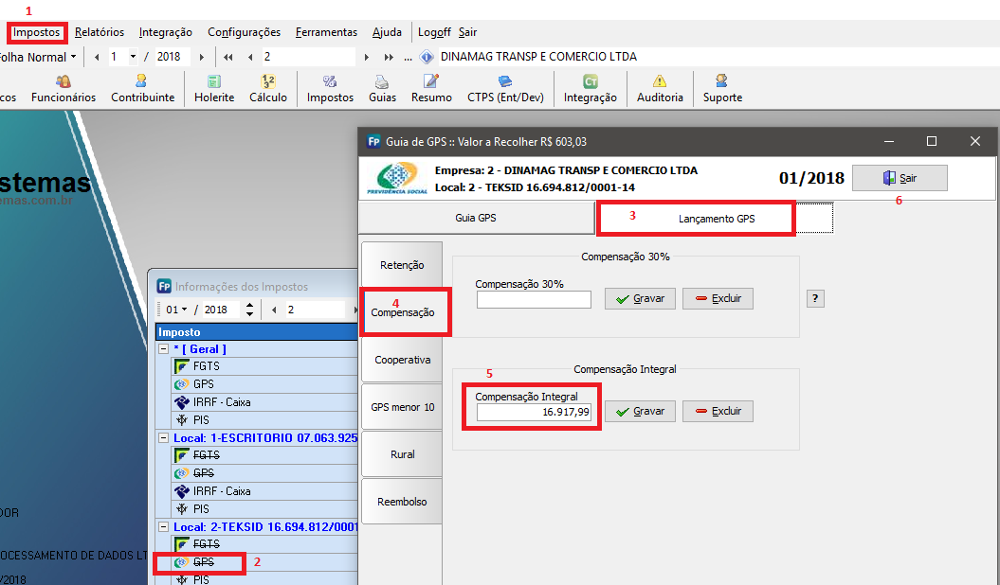 1
Impostos Relatórios Integração Configurações Ferramentas Ajuda Logoff Sair
Folha Normal 1 / 2018 2 ... DINAMAG TRANSP E COMERCIO LTDA
cos Funcionários Contribuinte Holerite Cálculo Impostos Guias Resumo CTPS (Ent/Dev) Integração Auditoria Suporte
stemas
emas.com.br
DOR
OCESSAMENTO DE DADOS LT
/2018
Fp Informações dos Impostos
01 / 2018 2
Imposto
* [ Geral ]
FGTS
GPS
IRRF - Caixa
PIS
Local: 1-ESCRITORIO 07.063.925
FGTS
GPS
IRRF - Caixa
PIS
Local: 2-TEKSID 16.694.812/0001
FGTS
GPS 2
PIS
Fp Guia de GPS :: Valor a Recolher R$ 603,03
PREVIDÊNCIA SOCIAL
Empresa: 2 - DINAMAG TRANSP E COMERCIO LTDA
Local: 2 - TEKSID 16.694.812/0001-14
01/2018
Sair
6
Guia GPS
3 Lançamento GPS
Retenção
4
Compensação
Cooperativa
GPS menor 10
Rural
Reembolso
Compensação 30%
Compensação 30%
Gravar Excluir ?
Compensação Integral
5
Compensação Integral
16.917,99 Gravar Excluir